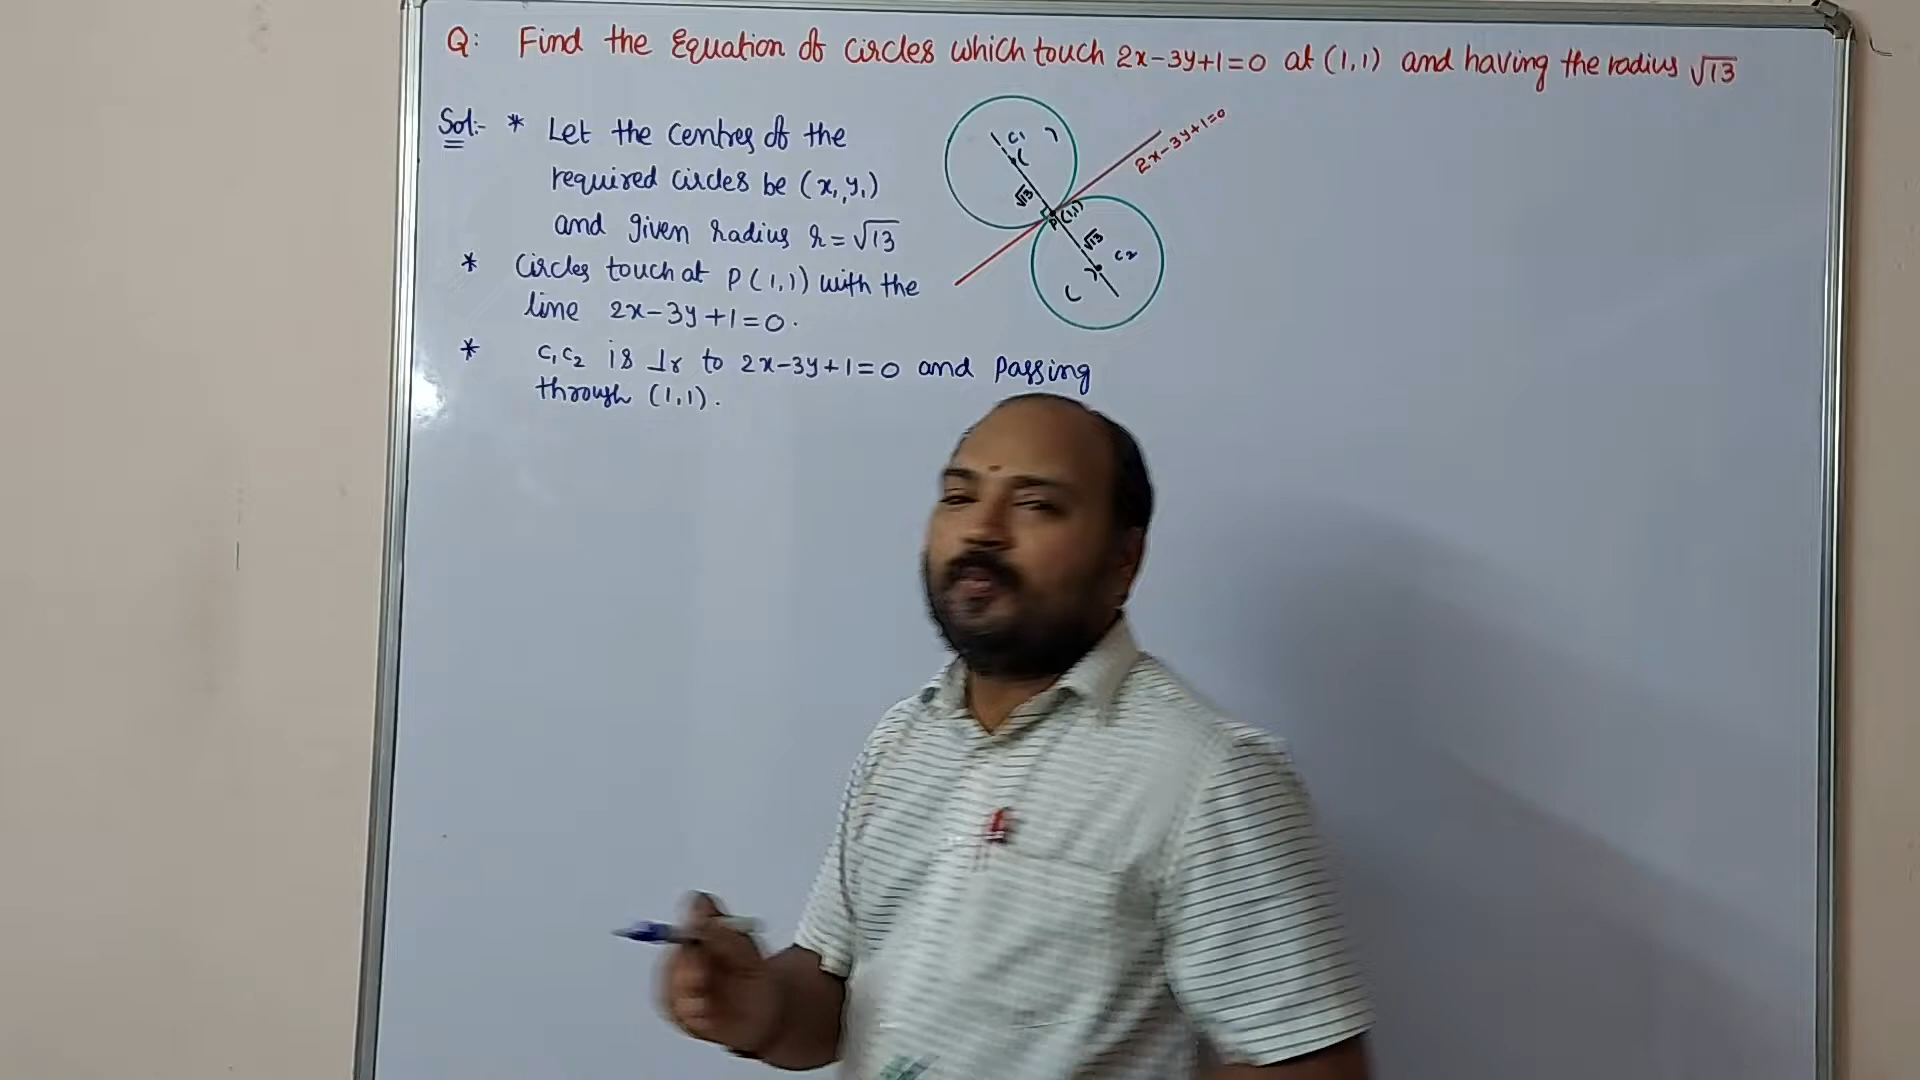 Q: Find the Equation of circles which touch 2x-3y+1=0 at (1,1) and having the radius √13
Sol:- * Let the centres of the
required circles be (x₁,y₁)
and given radius r=√13
* Circles touch at P(1,1) with the
line 2x-3y+1=0.
* C₁C₂ is ⊥r to 2x-3y+1=0 and passing
through (1,1).
C₁
√13
P(1,1)
2x-3y+1=0
√13
C₂